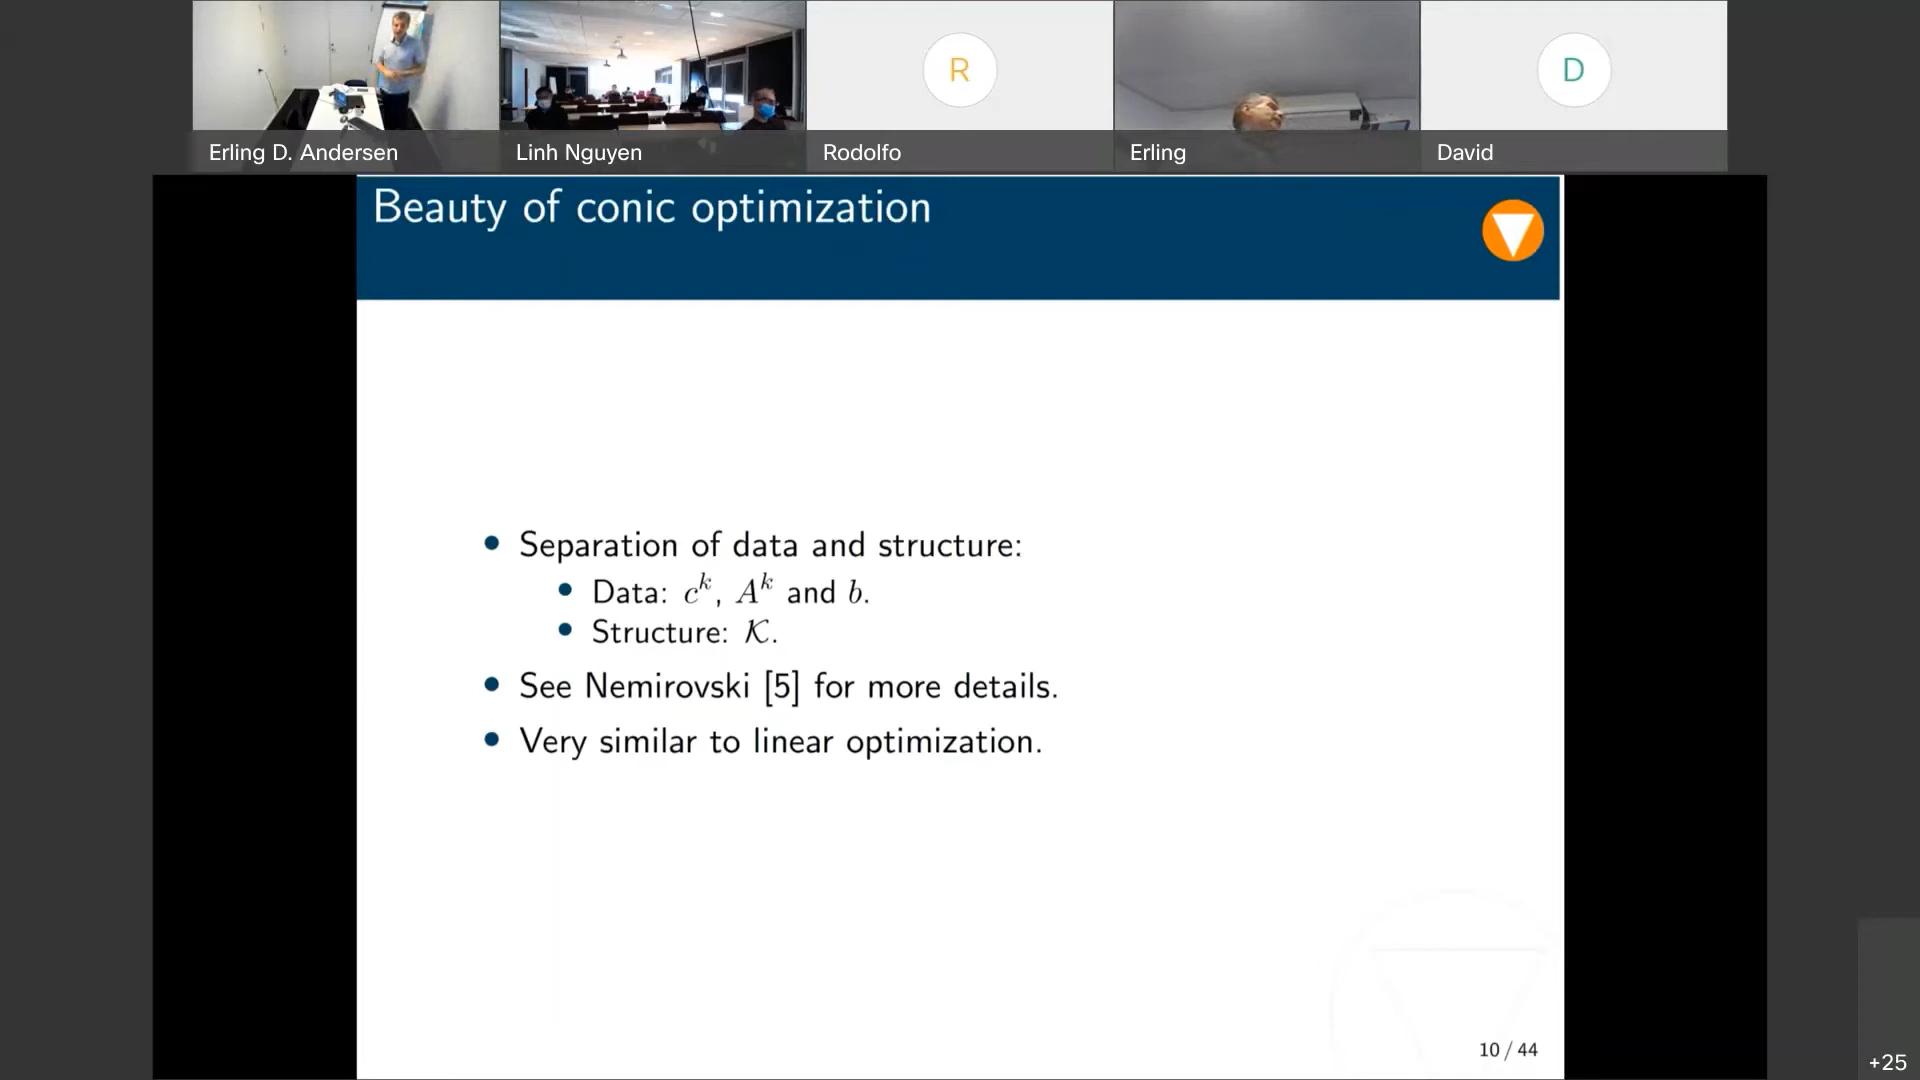 R
D
Erling D. Andersen
Linh Nguyen
Rodolfo
Erling
David
Beauty of conic optimization
• Separation of data and structure:
• Data: c^k, A^k and b.
• Structure: 𝒦.
• See Nemirovski [5] for more details.
• Very similar to linear optimization.
10 / 44
+25